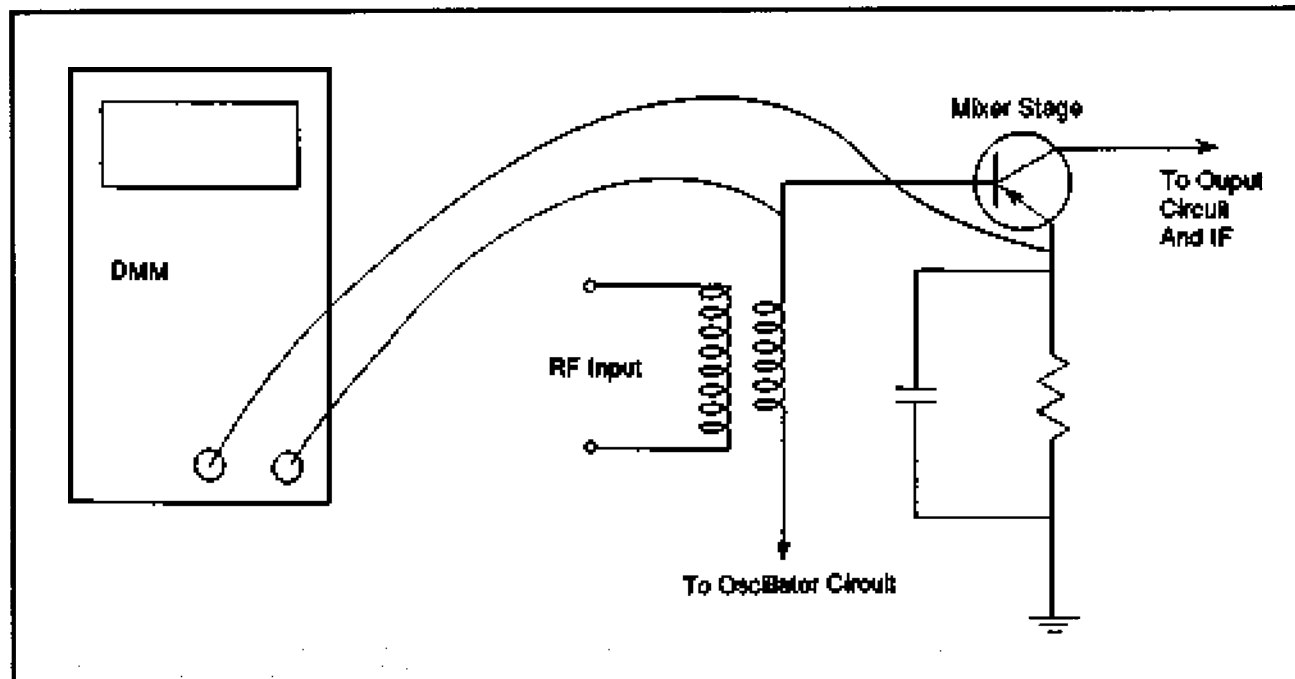 Mixer Stage
To Ouput
Circuit
And IF
DMM
RF Input
To Oscillator Circuit